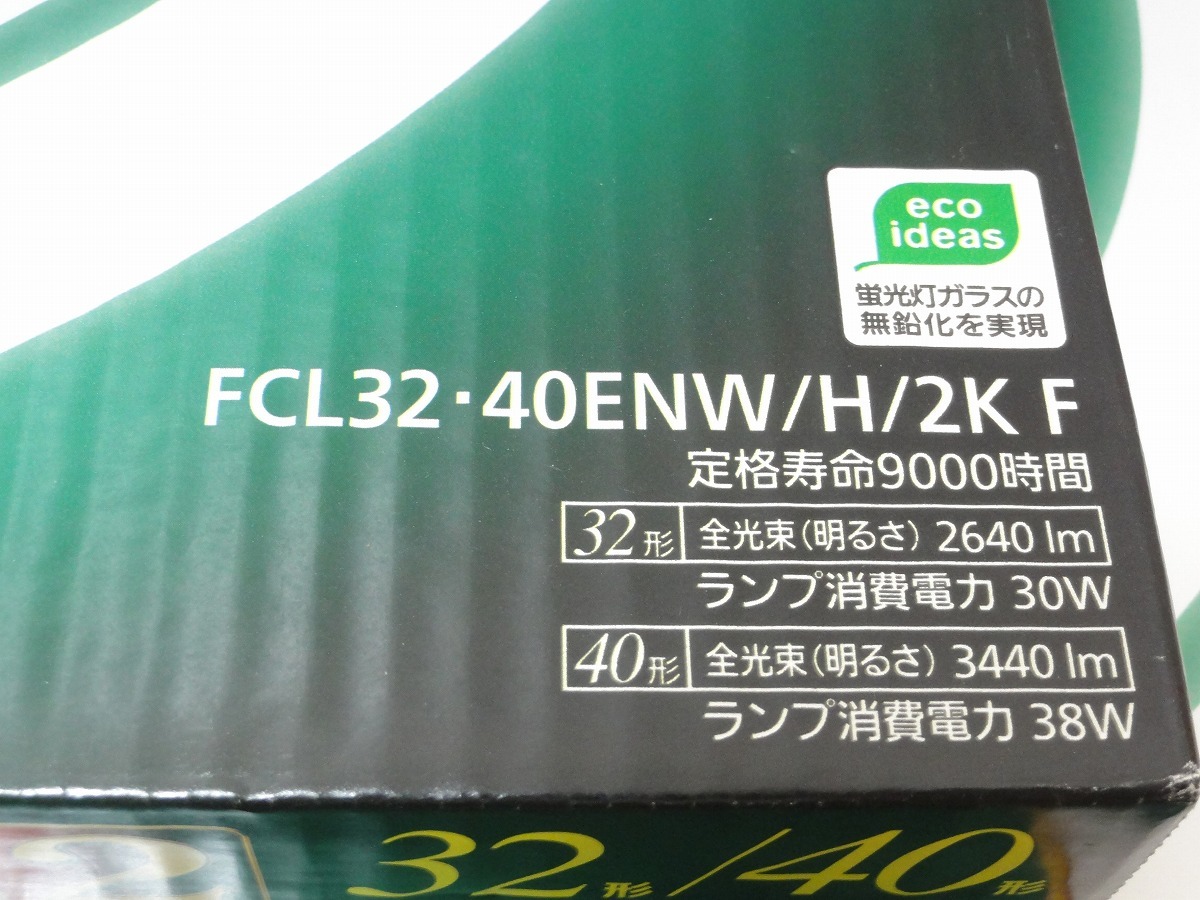 eco
ideas
蛍光灯ガラスの
無鉛化を実現
FCL32・40ENW/H/2K F
定格寿命9000時間
32形 全光束(明るさ) 2640 lm
ランプ消費電力 30W
40形 全光束(明るさ) 3440 lm
ランプ消費電力 38W
2
32形/40形